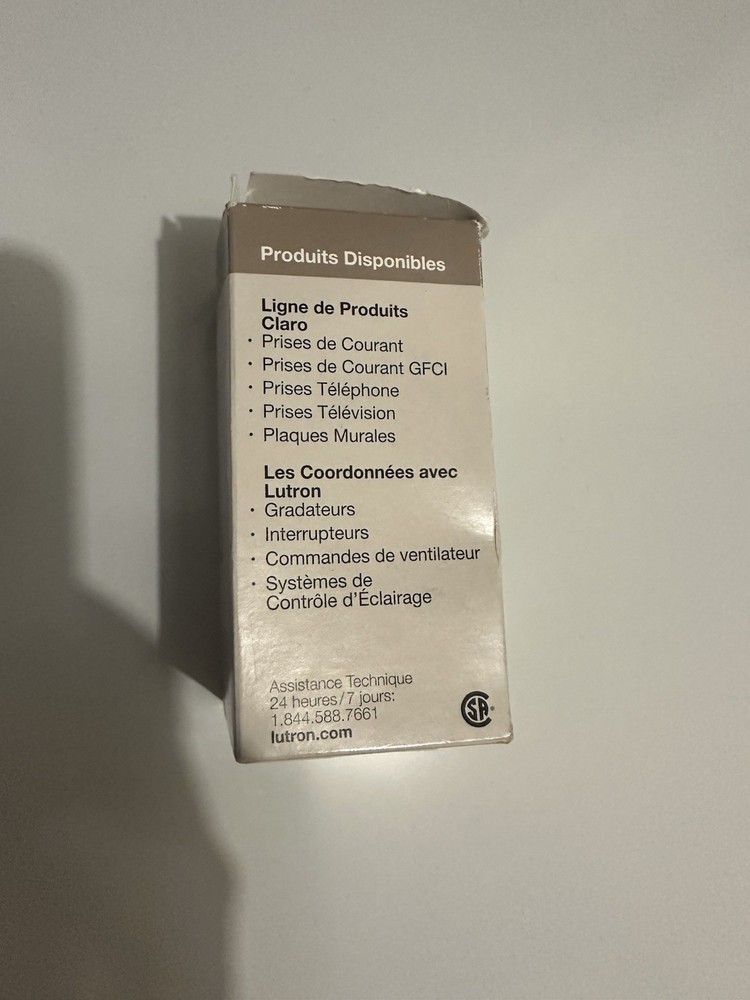 Produits Disponibles
Ligne de Produits
Claro
· Prises de Courant
· Prises de Courant GFCI
· Prises Téléphone
· Prises Télévision
· Plaques Murales
Les Coordonnées avec
Lutron
· Gradateurs
· Interrupteurs
· Commandes de ventilateur
· Systèmes de
Contrôle d'Éclairage
Assistance Technique
24 heures/7 jours:
1.844.588.7661
lutron.com
CSA®